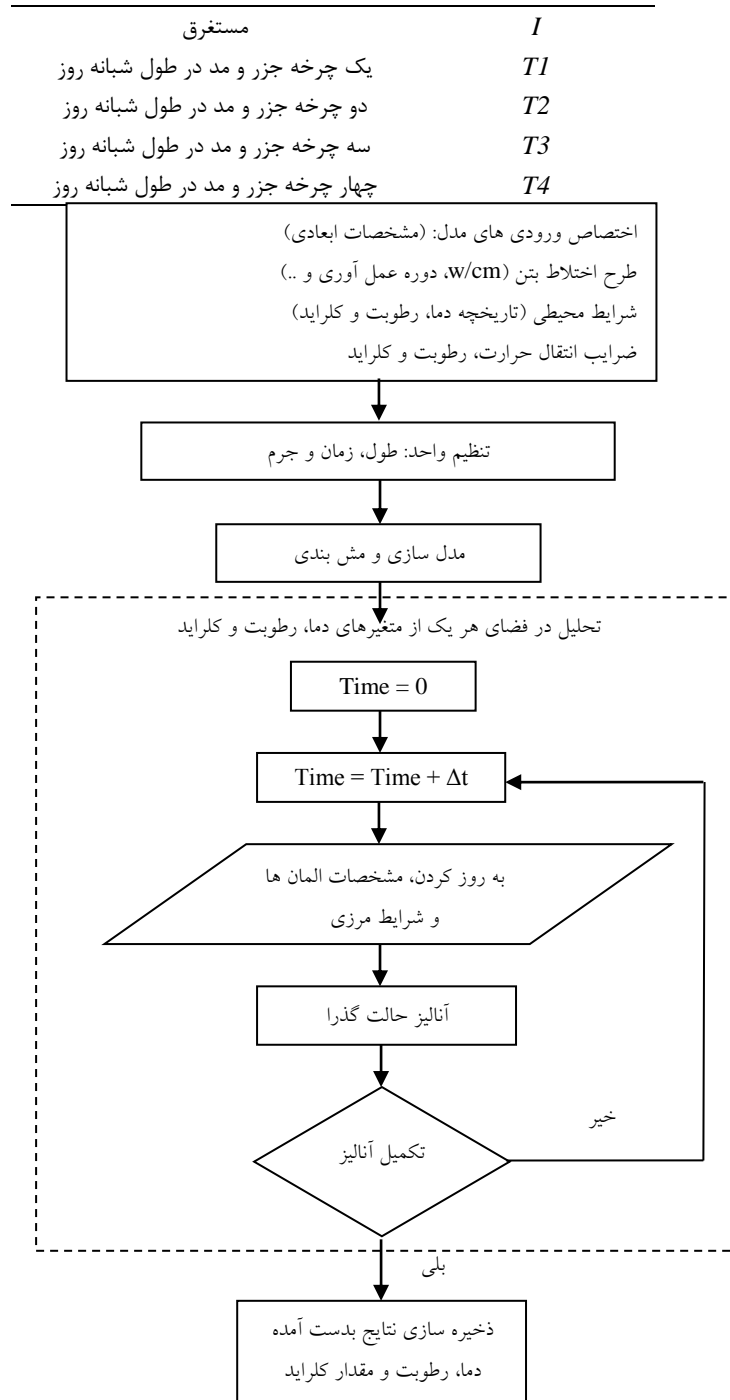 مستغرق I
یک چرخه جزر و مد در طول شبانه روز T1
دو چرخه جزر و مد در طول شبانه روز T2
سه چرخه جزر و مد در طول شبانه روز T3
چهار چرخه جزر و مد در طول شبانه روز T4
اختصاص ورودی های مدل: (مشخصات ابعادی)
طرح اختلاط بتن (w/cm، دوره عمل آوری و ..)
شرایط محیطی (تاریخچه دما، رطوبت و کلراید)
ضرایب انتقال حرارت، رطوبت و کلراید
تنظیم واحد: طول، زمان و جرم
مدل سازی و مش بندی
تحلیل در فضای هر یک از متغیرهای دما، رطوبت و کلراید
Time = 0
Time = Time + Δt
به روز کردن، مشخصات المان ها
و شرایط مرزی
آنالیز حالت گذرا
تکمیل آنالیز
خیر
بلی
ذخیره سازی نتایج بدست آمده
دما، رطوبت و مقدار کلراید